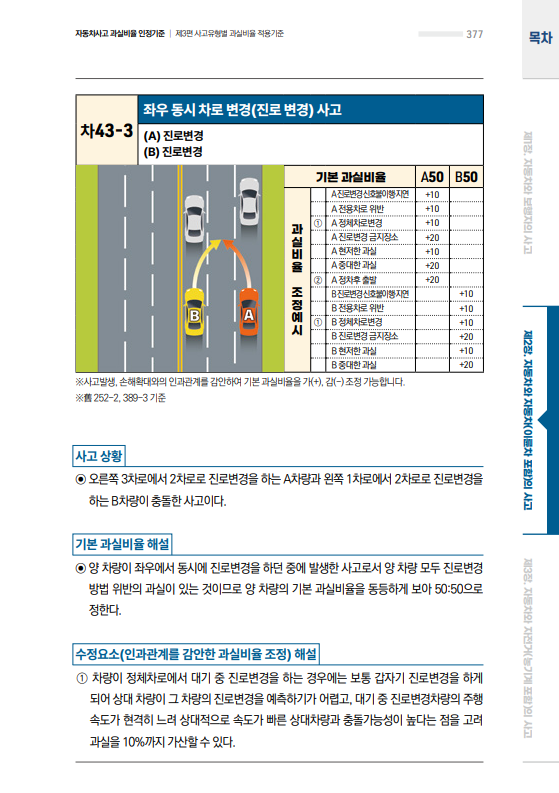 자동차사고 과실비율 인정기준 | 제3편 사고유형별 과실비율 적용기준
377
목차
차43-3
좌우 동시 차로 변경(진로 변경) 사고
(A) 진로변경
(B) 진로변경
기본 과실비율 A50 B50
과실비율 조정예시
A 진로변경 신호불이행·지연 +10
A 전용차로 위반 +10
① A 정체차로변경 +10
A 진로변경 금지장소 +20
A 현저한 과실 +10
A 중대한 과실 +20
② A 정차후 출발 +20
B 진로변경 신호불이행·지연 +10
B 전용차로 위반 +10
① B 정체차로변경 +10
B 진로변경 금지장소 +20
B 현저한 과실 +10
B 중대한 과실 +20
B
A
※사고발생, 손해확대와의 인과관계를 감안하여 기본 과실비율을 가(+), 감(-) 조정 가능합니다.
※舊 252-2, 389-3 기준
사고 상황
◉ 오른쪽 3차로에서 2차로로 진로변경을 하는 A차량과 왼쪽 1차로에서 2차로로 진로변경을
하는 B차량이 충돌한 사고이다.
기본 과실비율 해설
◉ 양 차량이 좌우에서 동시에 진로변경을 하던 중에 발생한 사고로서 양 차량 모두 진로변경
방법 위반의 과실이 있는 것이므로 양 차량의 기본 과실비율을 동등하게 보아 50:50으로
정한다.
수정요소(인과관계를 감안한 과실비율 조정) 해설
① 차량이 정체차로에서 대기 중 진로변경을 하는 경우에는 보통 갑자기 진로변경을 하게
되어 상대 차량이 그 차량의 진로변경을 예측하기가 어렵고, 대기 중 진로변경차량의 주행
속도가 현격히 느려 상대적으로 속도가 빠른 상대차량과 충돌가능성이 높다는 점을 고려
과실을 10%까지 가산할 수 있다.
제1장. 자동차와 보행자의 사고
제2장. 자동차와 자동차(이륜차 포함)의 사고
제3장. 자동차와 자전거(농기계 포함)의 사고